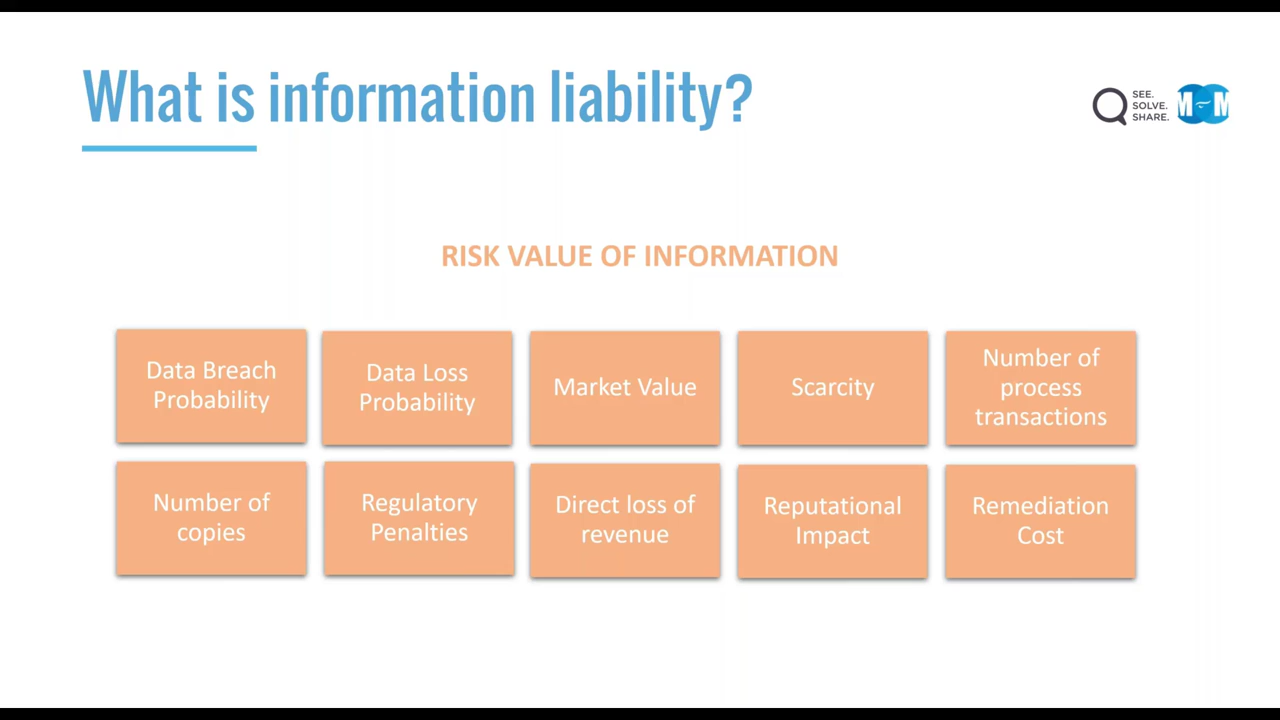 What is information liability?
SEE.
SOLVE.
SHARE.
M M
RISK VALUE OF INFORMATION
Data Breach
Probability
Data Loss
Probability
Market Value
Scarcity
Number of
process
transactions
Number of
copies
Regulatory
Penalties
Direct loss of
revenue
Reputational
Impact
Remediation
Cost